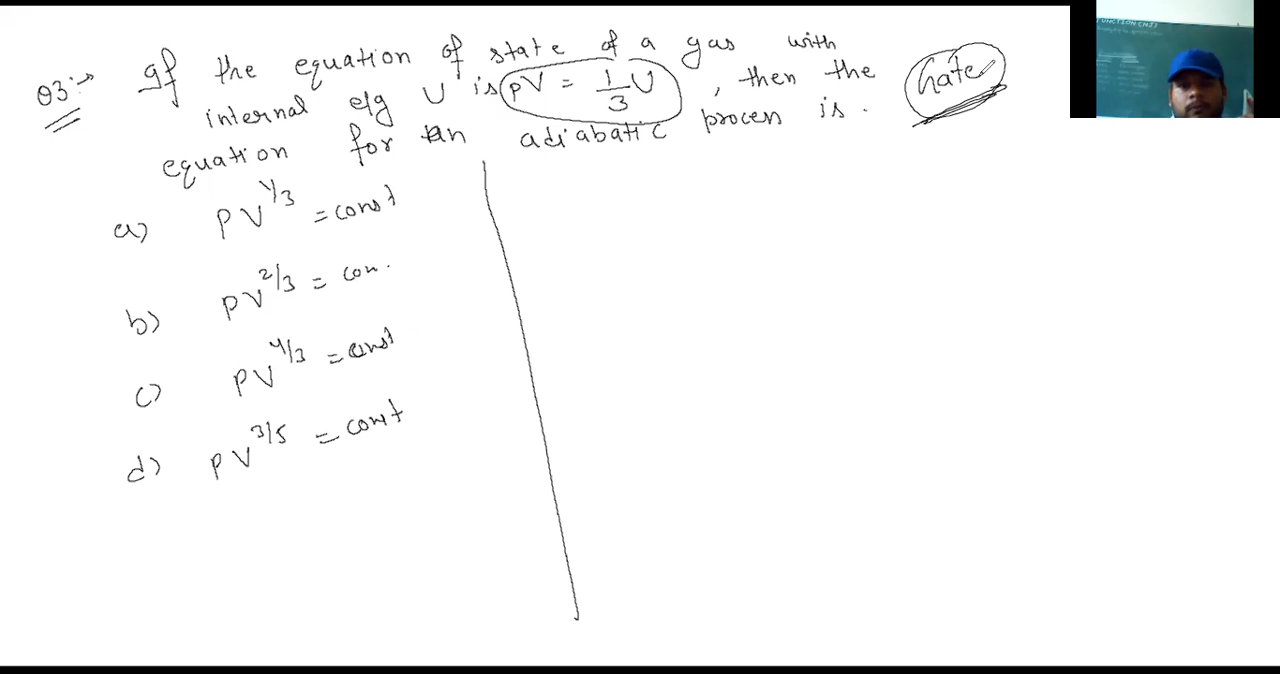 Q3:→ If the equation of state of a gas with
internal e/g U is pV = 1/3 U, then the
equation for an adiabatic process is.
Gate
a) PV^1/3 = const
b) PV^2/3 = con.
c) PV^4/3 = const
d) PV^3/5 = const